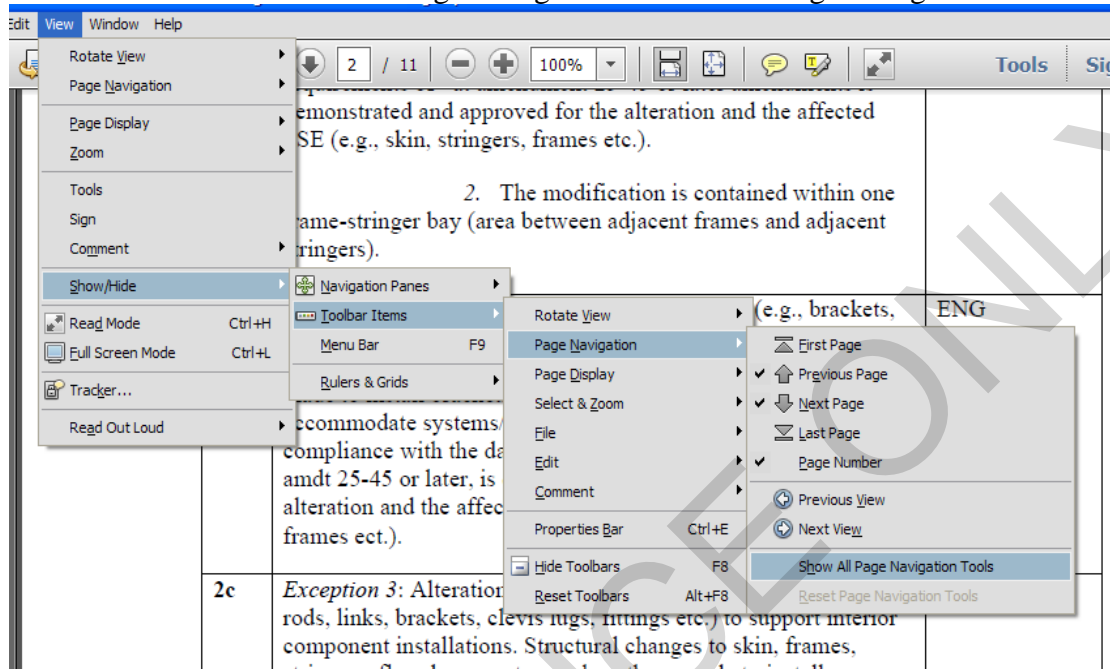 Edit View Window Help
2 / 11 100% Tools
Rotate View
Page Navigation
Page Display
Zoom
Tools
Sign
Comment
Show/Hide
Read Mode Ctrl+H
Full Screen Mode Ctrl+L
Tracker...
Read Out Loud
Navigation Panes
Toolbar Items
Menu Bar F9
Rulers & Grids
Rotate View
Page Navigation
Page Display
Select & Zoom
File
Edit
Comment
Properties Bar Ctrl+E
Hide Toolbars F8
Reset Toolbars Alt+F8
First Page
Previous Page
Next Page
Last Page
Page Number
Previous View
Next View
Show All Page Navigation Tools
Reset Page Navigation Tools
emonstrated and approved for the alteration and the affected
SE (e.g., skin, stringers, frames etc.).
2. The modification is contained within one
rame-stringer bay (area between adjacent frames and adjacent
tringers).
(e.g., brackets, ENG
ccommodate systems/
compliance with the da
amdt 25-45 or later, is
alteration and the affec
frames ect.).
2c Exception 3: Alteration
rods, links, brackets, clevis lugs, fittings etc.) to support interior
component installations. Structural changes to skin, frames,